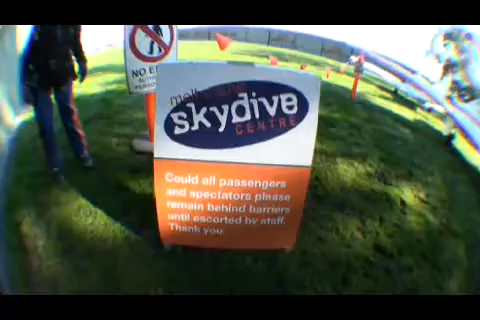 NO E
melbourne
skydive
CENTRE
Could all passengers
and spectators please
remain behind barriers
until escorted by staff.
Thank you.